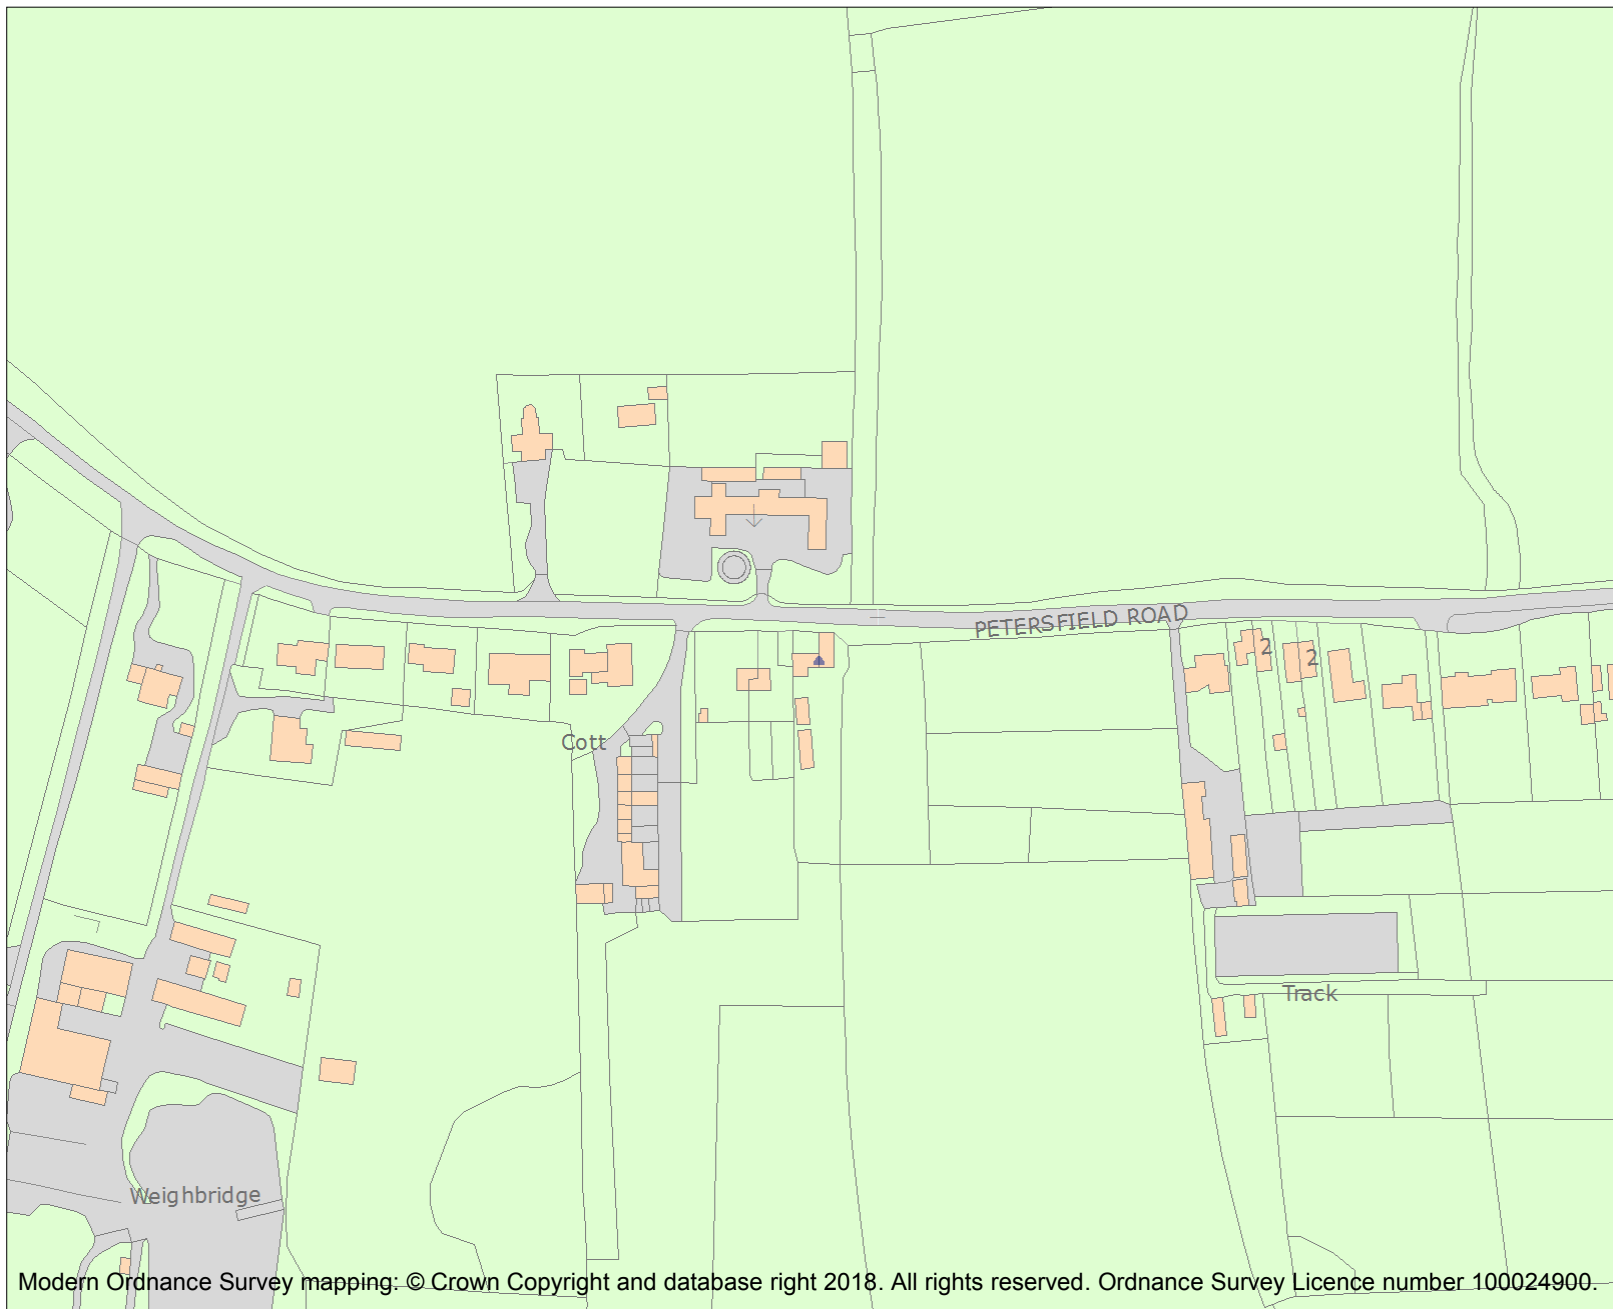 PETERSFIELD ROAD
2
2
Cott
Track
Weighbridge
Modern Ordnance Survey mapping: © Crown Copyright and database right 2018. All rights reserved. Ordnance Survey Licence number 100024900.